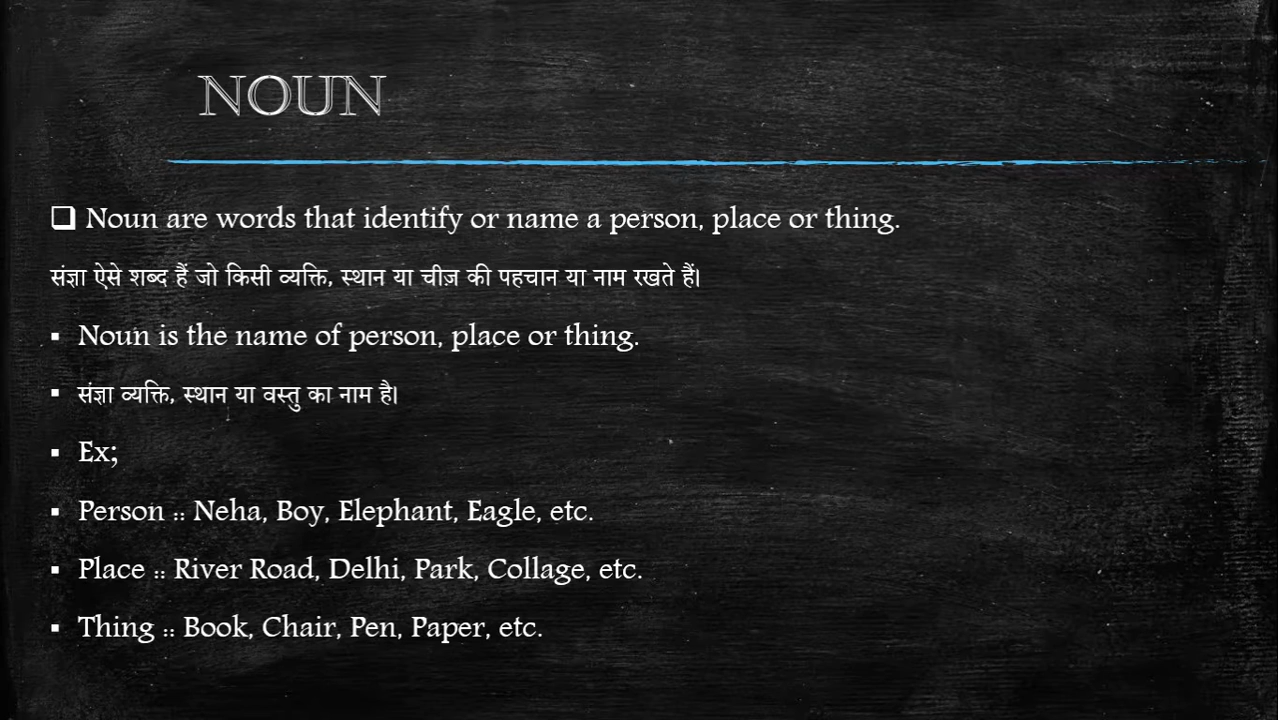 NOUN
❑ Noun are words that identify or name a person, place or thing.
संज्ञा ऐसे शब्द हैं जो किसी व्यक्ति, स्थान या चीज़ की पहचान या नाम रखते हैं।
▪ Noun is the name of person, place or thing.
▪ संज्ञा व्यक्ति, स्थान या वस्तु का नाम है।
▪ Ex;
▪ Person :: Neha, Boy, Elephant, Eagle, etc.
▪ Place :: River Road, Delhi, Park, Collage, etc.
▪ Thing :: Book, Chair, Pen, Paper, etc.